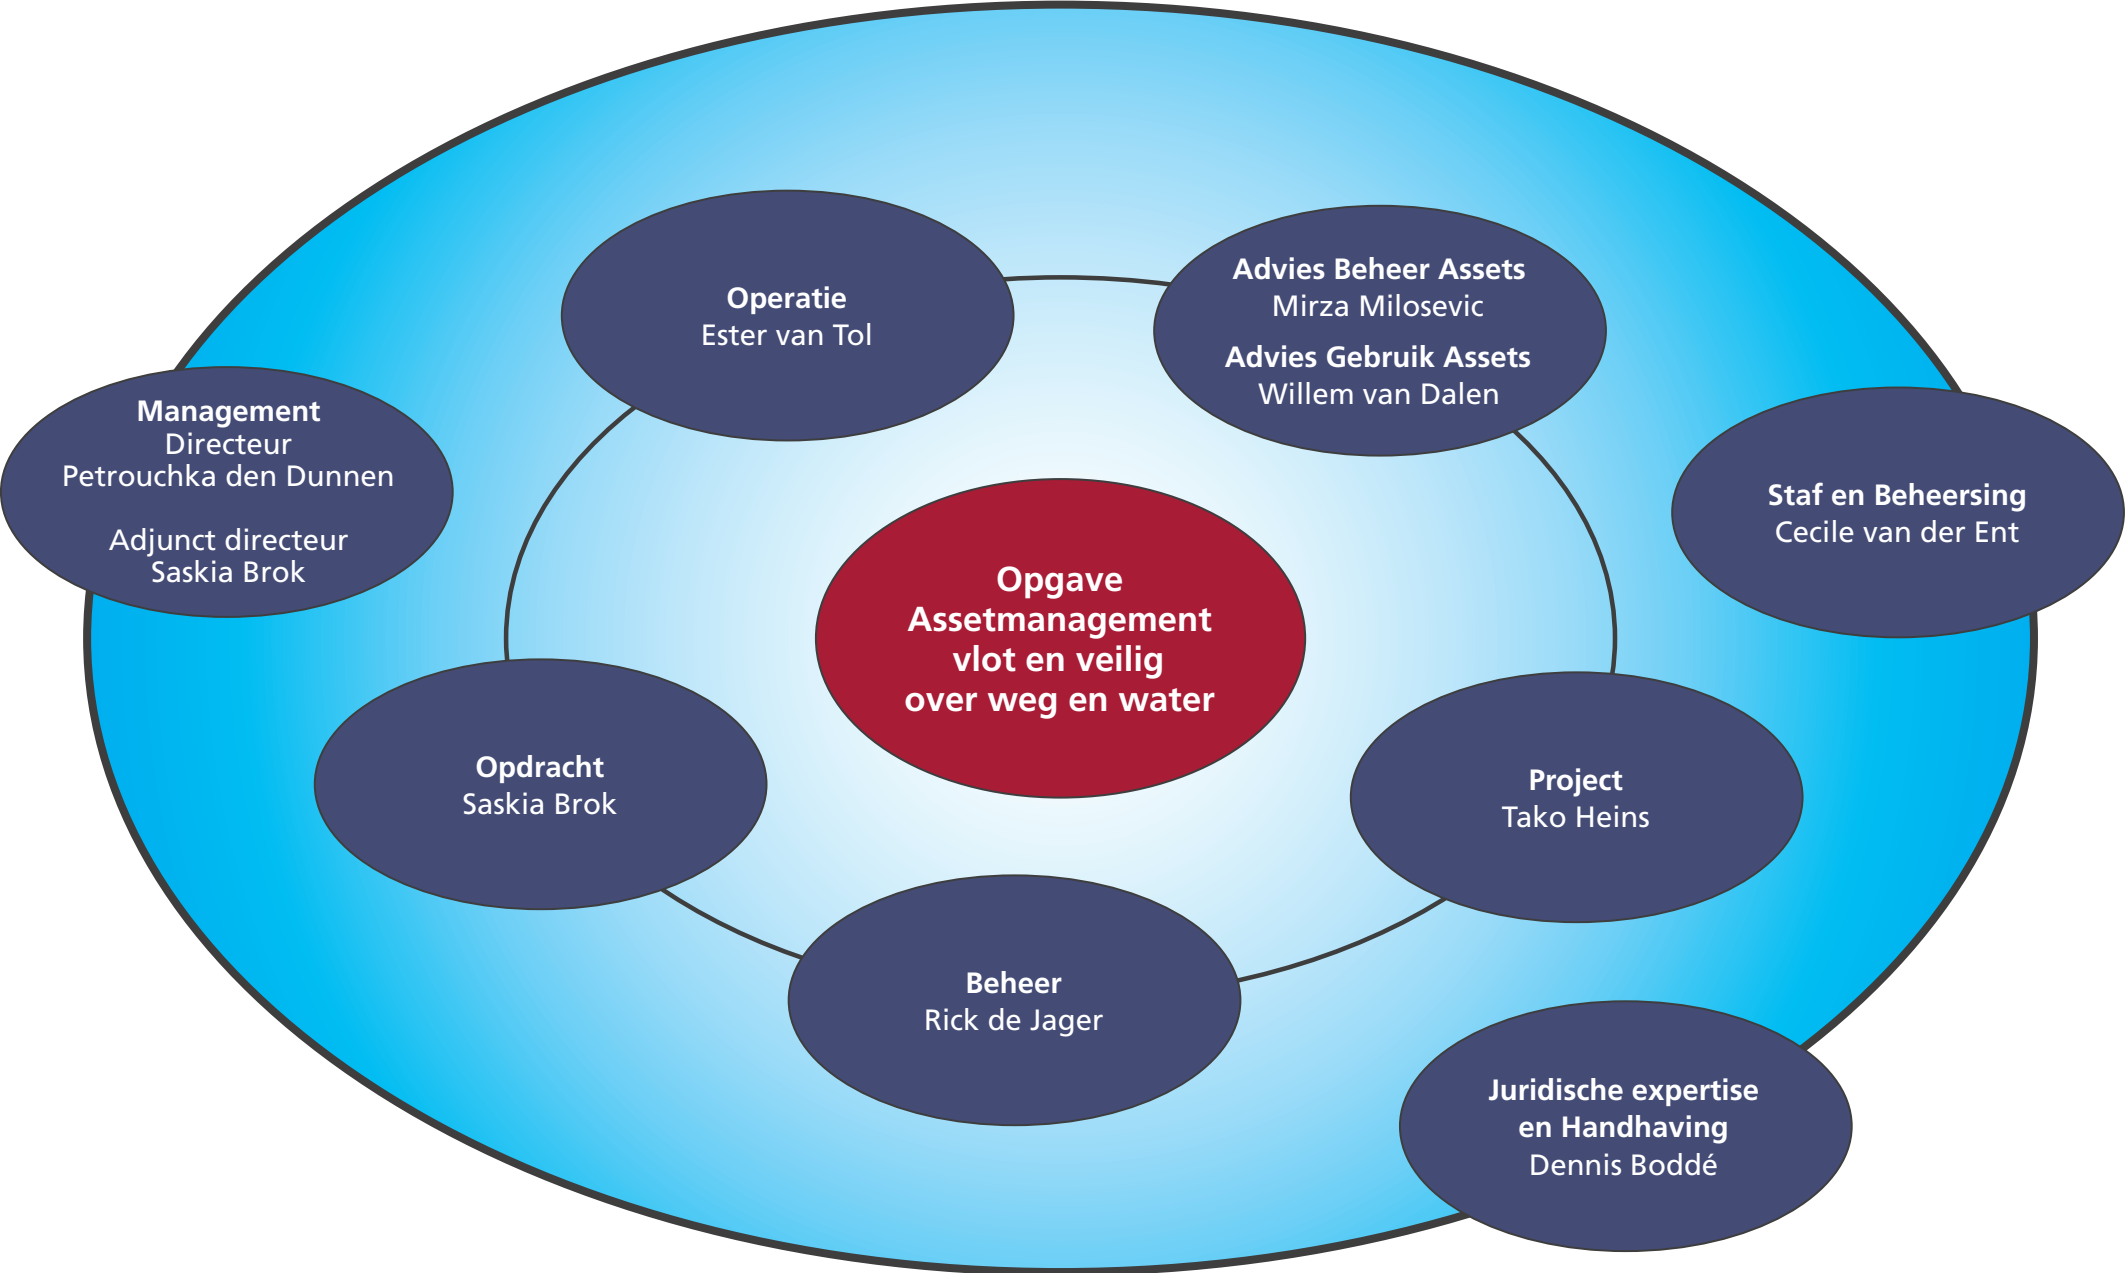 Operatie
Ester van Tol
Advies Beheer Assets
Mirza Milosevic
Advies Gebruik Assets
Willem van Dalen
Management
Directeur
Petrouchka den Dunnen
Adjunct directeur
Saskia Brok
Staf en Beheersing
Cecile van der Ent
Opgave
Assetmanagement
vlot en veilig
over weg en water
Opdracht
Saskia Brok
Project
Tako Heins
Beheer
Rick de Jager
Juridische expertise
en Handhaving
Dennis Boddé